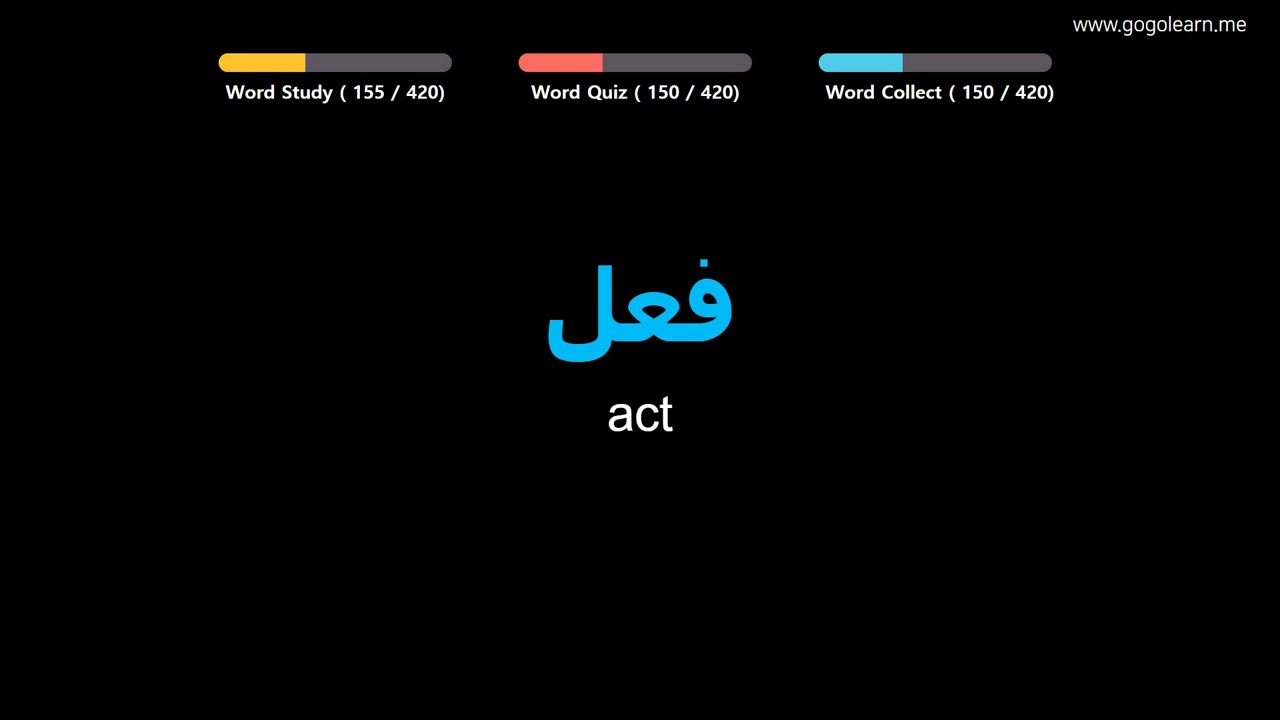 www.gogolearn.me
Word Study ( 155 / 420)
Word Quiz ( 150 / 420)
Word Collect ( 150 / 420)
فعل
act